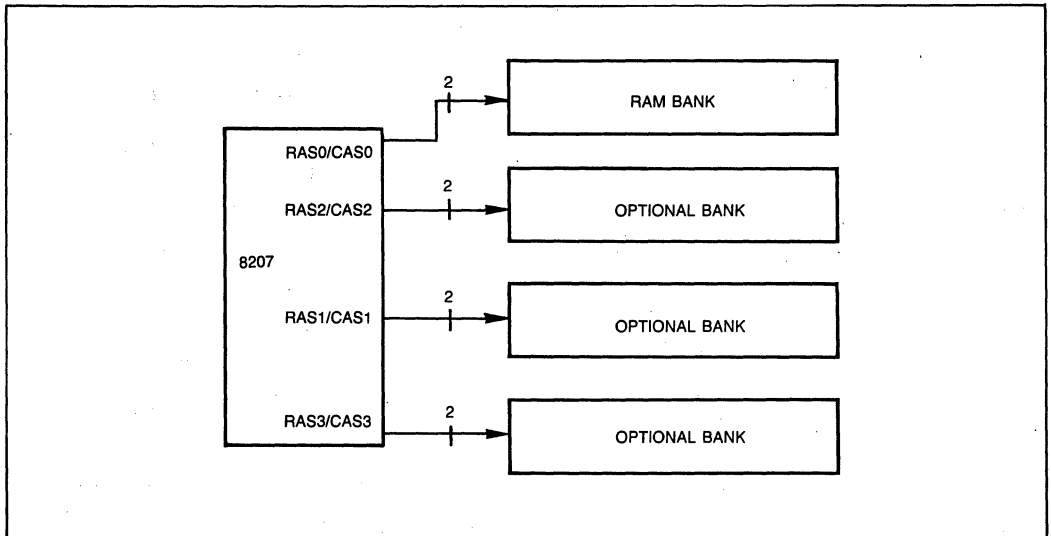 2
RAM BANK
RAS0/CAS0
2
RAS2/CAS2
OPTIONAL BANK
8207
2
RAS1/CAS1
OPTIONAL BANK
2
RAS3/CAS3
OPTIONAL BANK